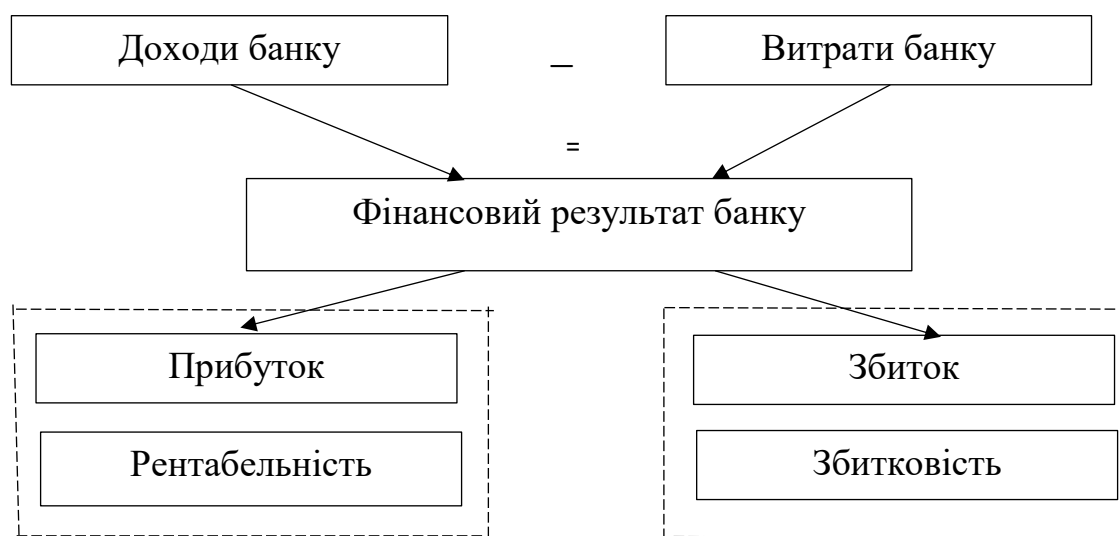 Доходи банку
–
Витрати банку
=
Фінансовий результат банку
Прибуток
Збиток
Рентабельність
Збитковість